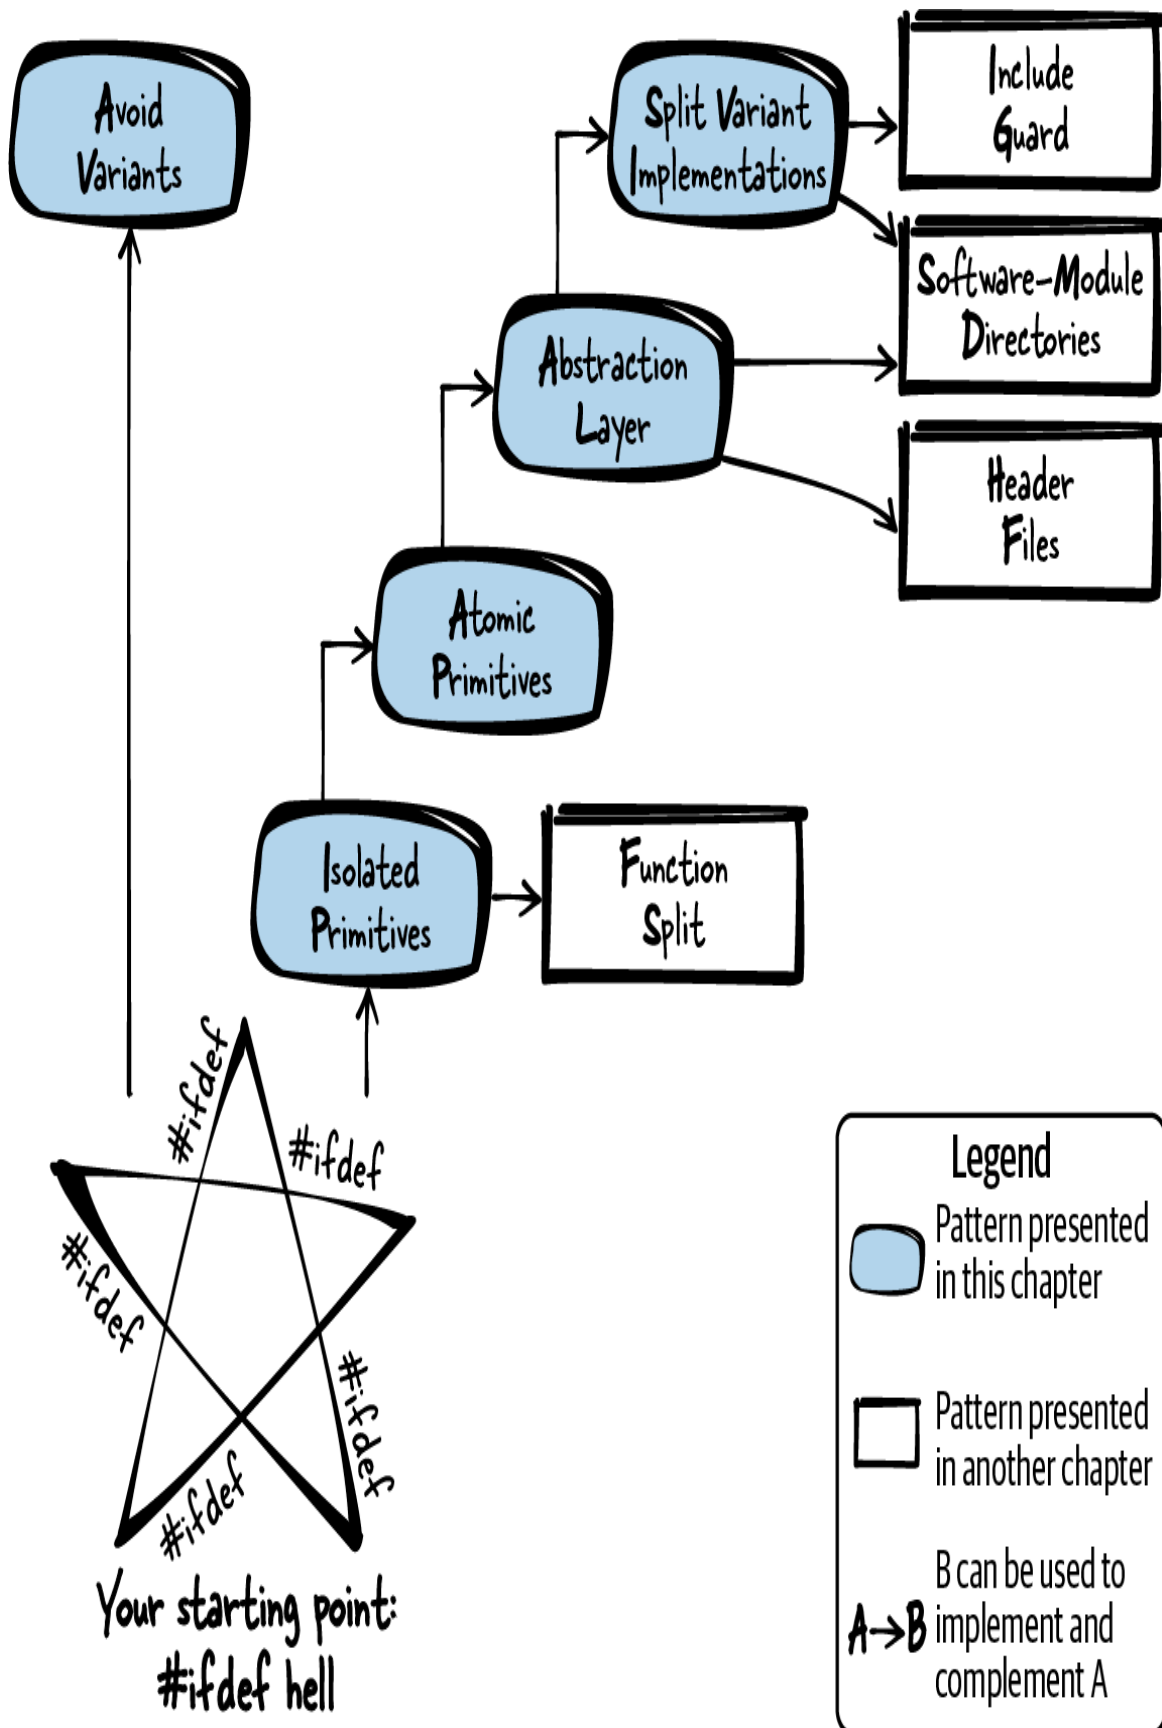 Avoid
Variants
Split Variant
Implementations
Include
Guard
Software-Module
Directories
Abstraction
Layer
Header
Files
Atomic
Primitives
Isolated
Primitives
Function
Split
#ifdef
#ifdef
#ifdef
#ifdef
#ifdef
Your starting point:
#ifdef hell
Legend
Pattern presented
in this chapter
Pattern presented
in another chapter
A→B
B can be used to
implement and
complement A